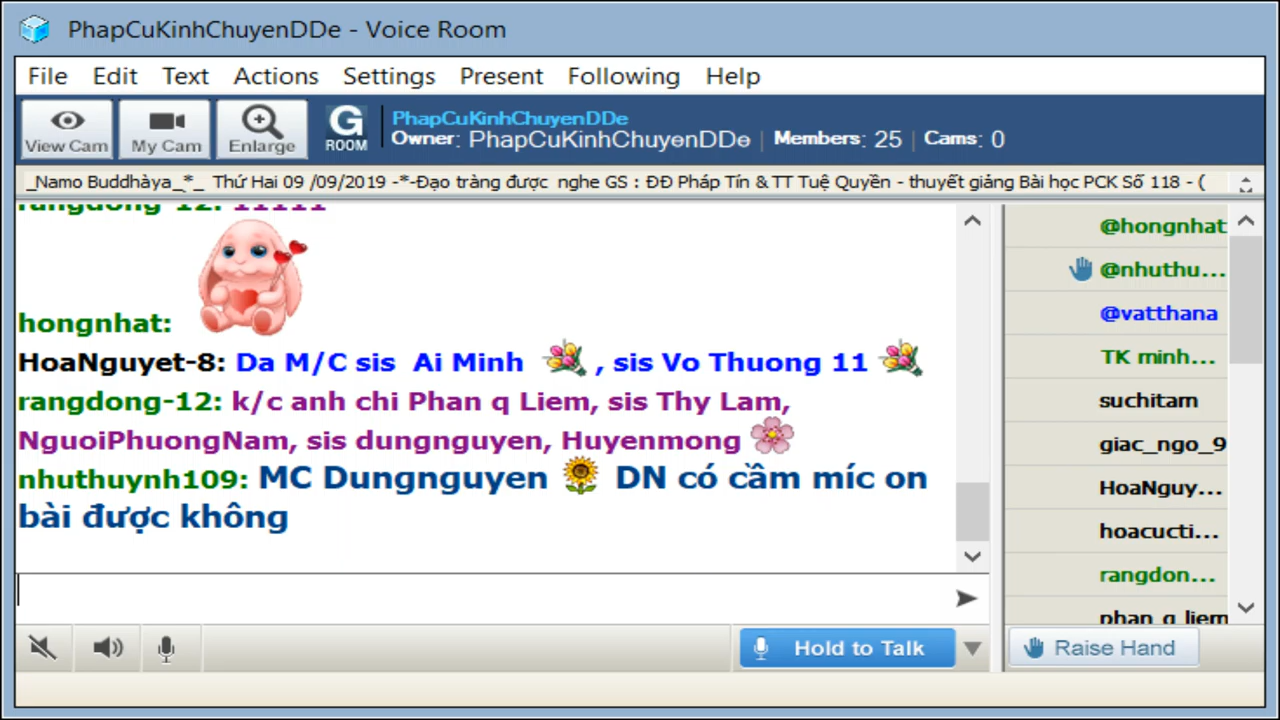 PhapCuKinhChuyenDDe - Voice Room
File Edit Text Actions Settings Present Following Help
View Cam My Cam Enlarge G ROOM
PhapCuKinhChuyenDDe
Owner: PhapCuKinhChuyenDDe | Members: 25 | Cams: 0
_Namo Buddhàya_*_ Thứ Hai 09 /09/2019 -*-Đạo tràng được nghe GS : ĐĐ Pháp Tín & TT Tuệ Quyền - thuyết giảng Bài học PCK Số 118 - (
rangdong-12: 11111
hongnhat:
HoaNguyet-8: Da M/C sis Ai Minh , sis Vo Thuong 11
rangdong-12: k/c anh chi Phan q Liem, sis Thy Lam,
NguoiPhuongNam, sis dungnguyen, Huyenmong
nhuthuynh109: MC Dungnguyen DN có cầm míc on
bài được không
@hongnhat
@nhuthu...
@vatthana
TK minh...
suchitam
giac_ngo_9
HoaNguy...
hoacucti...
rangdon...
phan q liem
Hold to Talk
Raise Hand